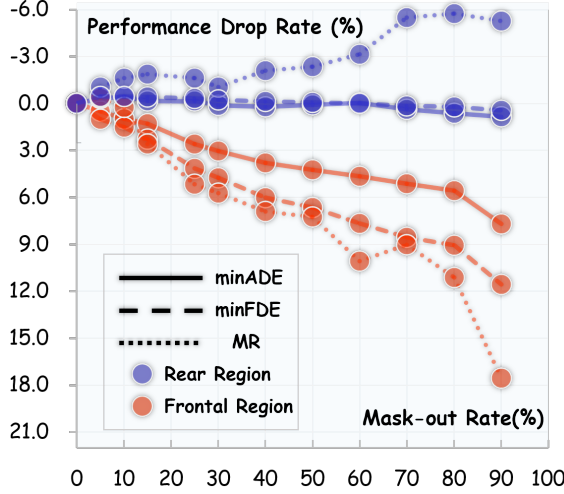 Performance Drop Rate (%)
-6.0
-3.0
0.0
3.0
6.0
9.0
12.0
15.0
18.0
21.0
minADE
minFDE
MR
Rear Region
Frontal Region
Mask-out Rate(%)
0 10 20 30 40 50 60 70 80 90 100